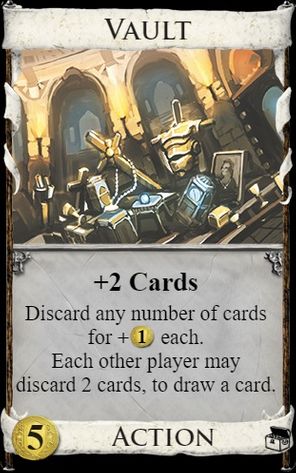 VAULT
+2 Cards
Discard any number of cards
for +1 each.
Each other player may
discard 2 cards, to draw a card.
5 ACTION